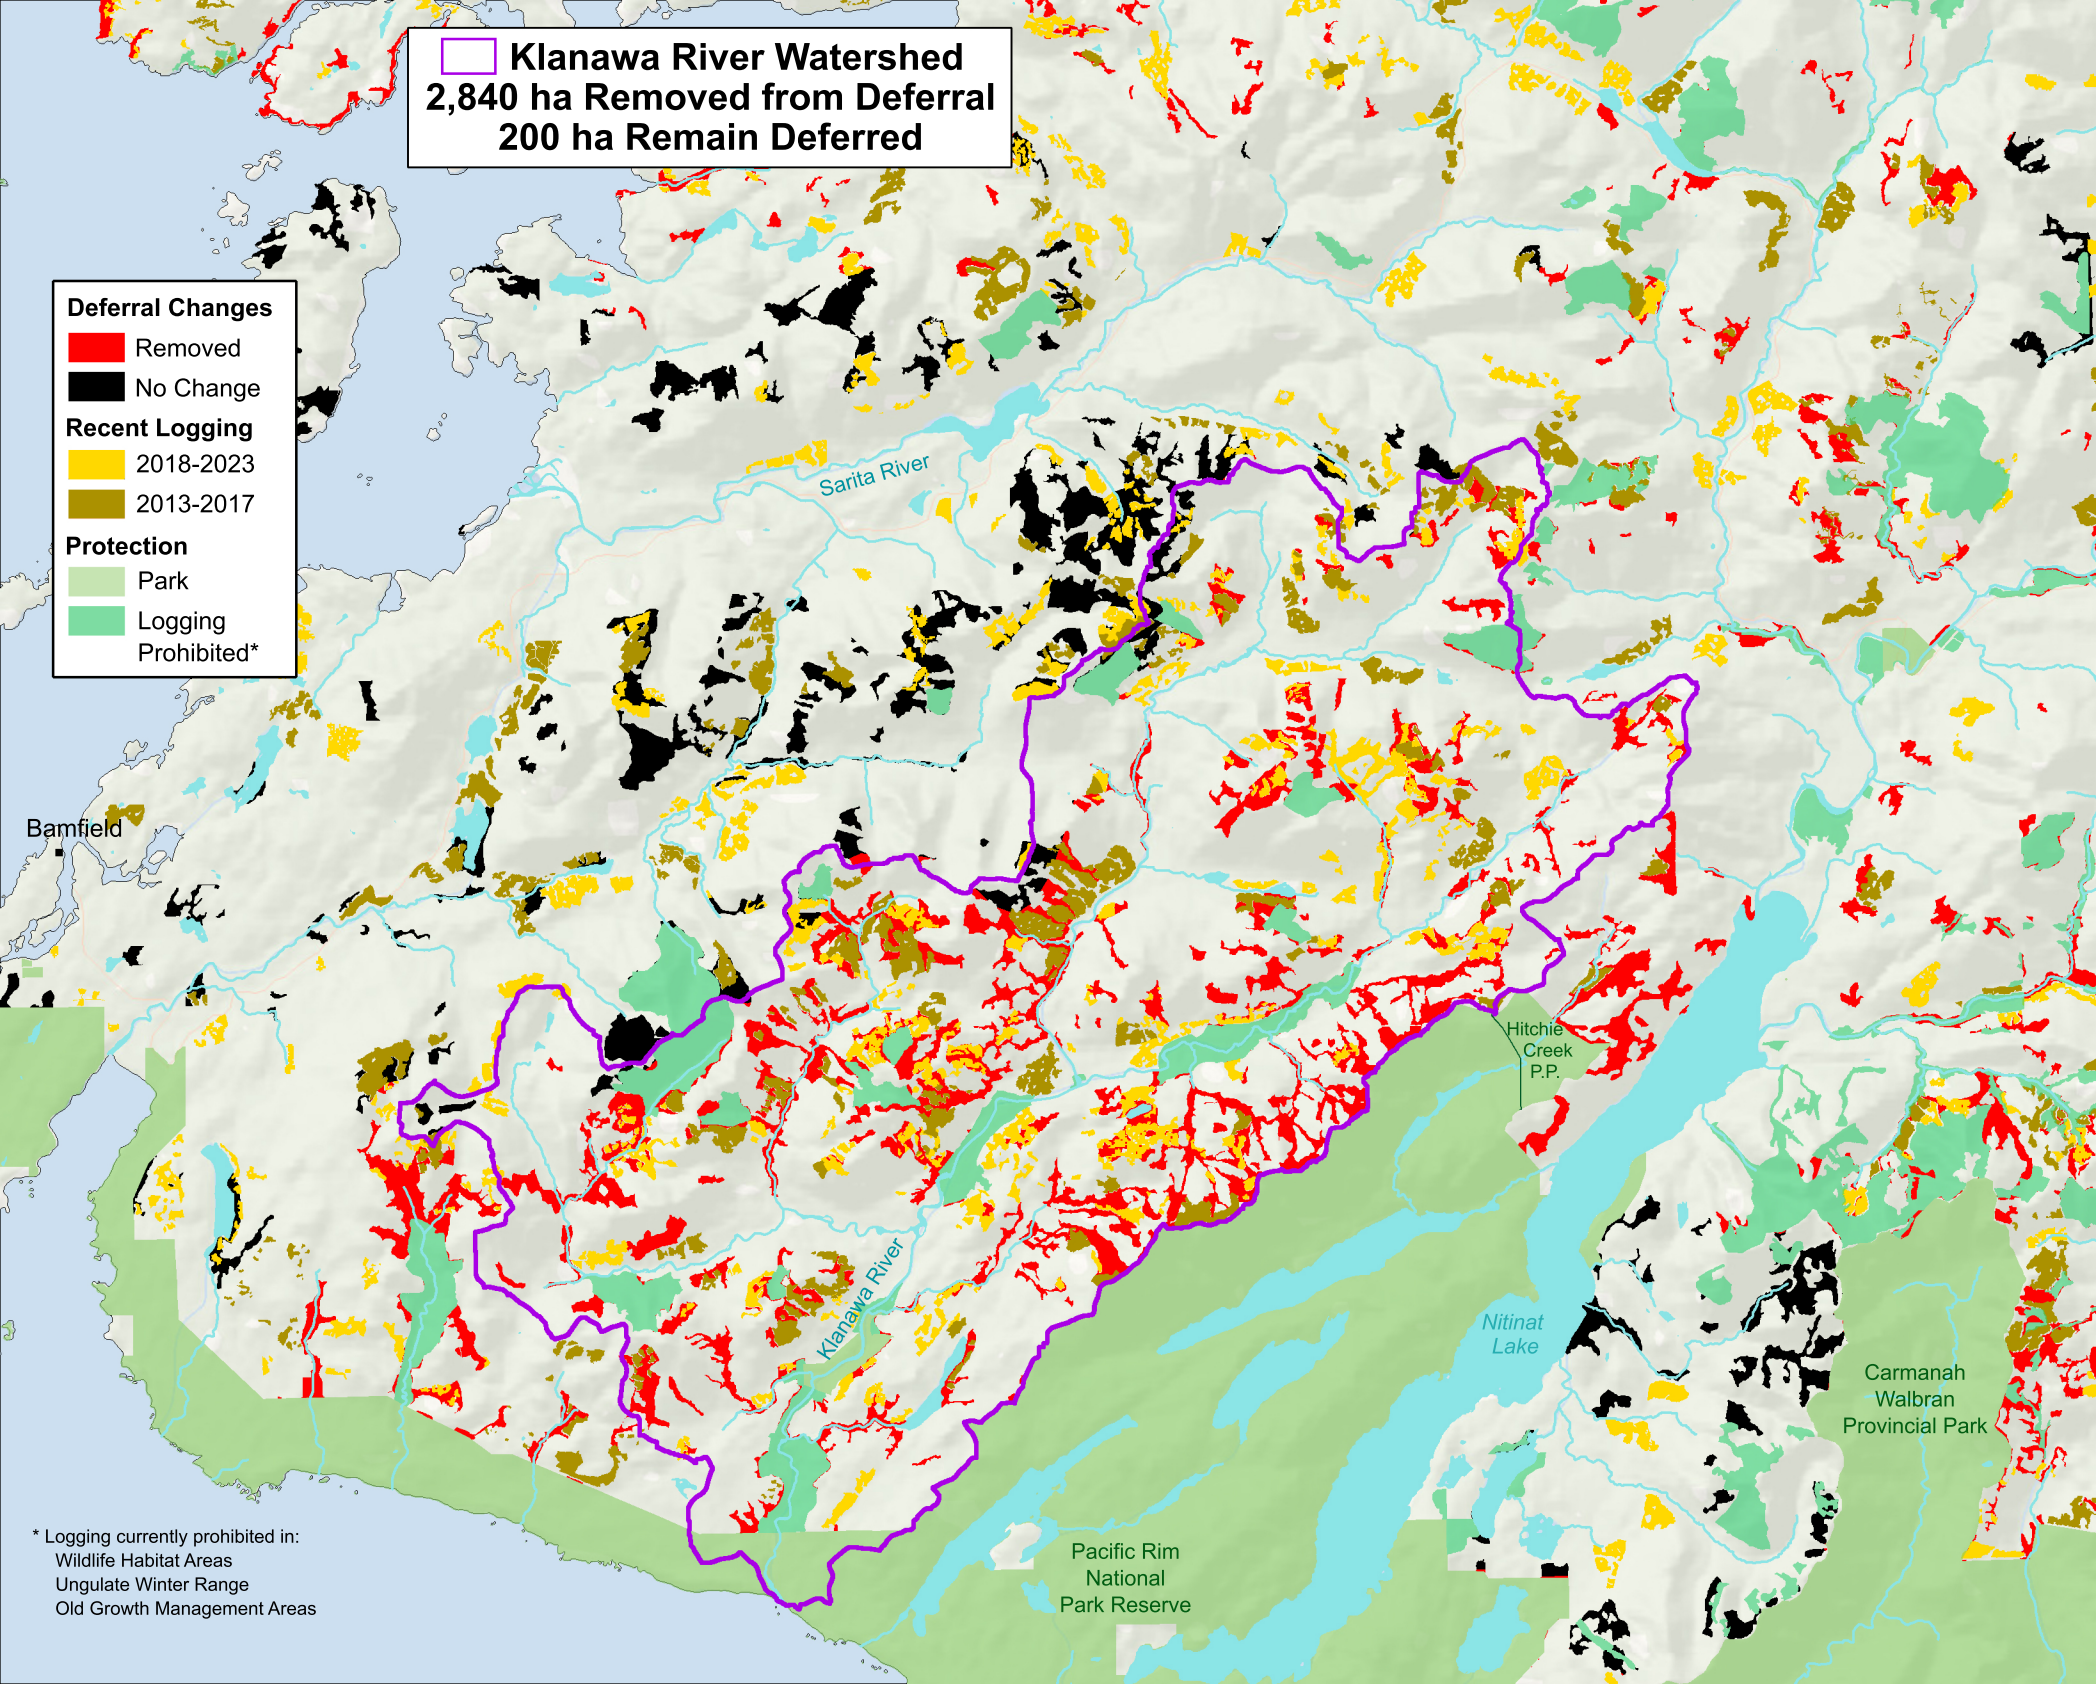 Klanawa River Watershed
2,840 ha Removed from Deferral
200 ha Remain Deferred
Deferral Changes
Removed
No Change
Recent Logging
2018-2023
2013-2017
Protection
Park
Logging
Prohibited*
Sarita River
Bamfield
Hitchie
Creek
P.P.
Klanawa River
Nitinat
Lake
Carmanah
Walbran
Provincial Park
Pacific Rim
National
Park Reserve
* Logging currently prohibited in:
Wildlife Habitat Areas
Ungulate Winter Range
Old Growth Management Areas